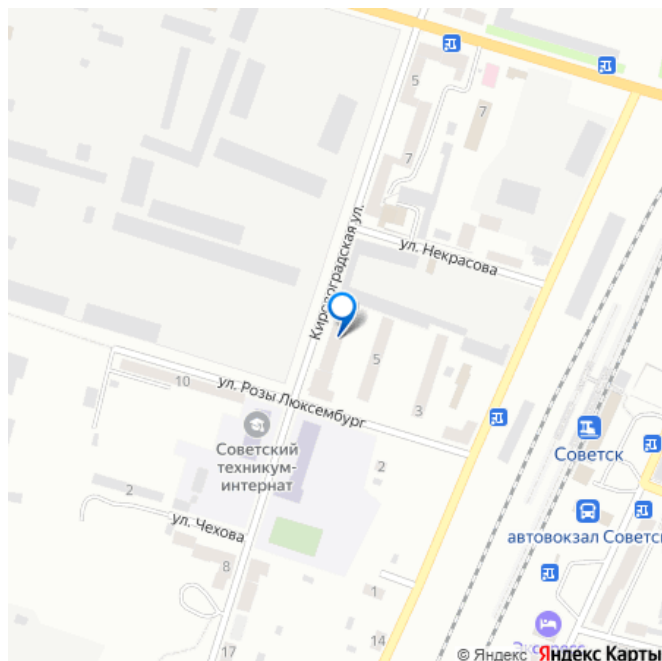 5
7
7
Кировоградская ул.
ул. Некрасова
5
10
ул. Розы Люксембург
3
Советский
техникум-
интернат
2
Советск
2
ул. Чехова
автовокзал Советск
8
1
Экспресс
14
17
© Яндекс Яндекс Карты